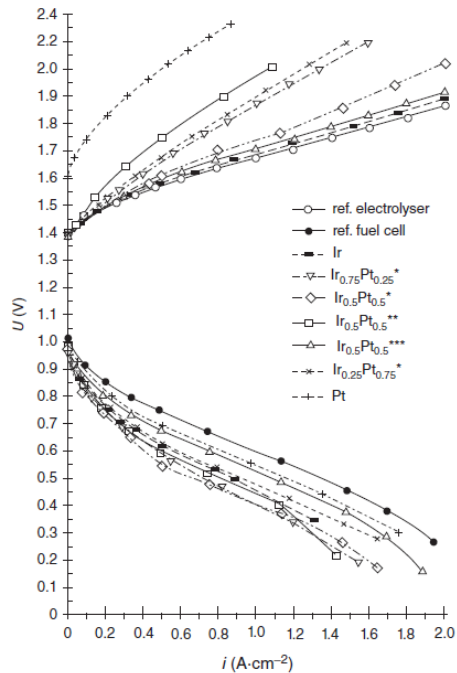 2.4
2.2
2.0
1.9
1.8
1.7
1.6
1.5
1.4
1.3
1.2
1.1
1.0
0.9
0.8
0.7
0.6
0.5
0.4
0.3
0.2
0.1
0
U (V)
ref. electrolyser
ref. fuel cell
Ir
Ir0.75Pt0.25*
Ir0.5Pt0.5*
Ir0.5Pt0.5**
Ir0.5Pt0.5***
Ir0.25Pt0.75*
Pt
0 0.2 0.4 0.6 0.8 1.0 1.2 1.4 1.6 1.8 2.0
i (A·cm⁻²)